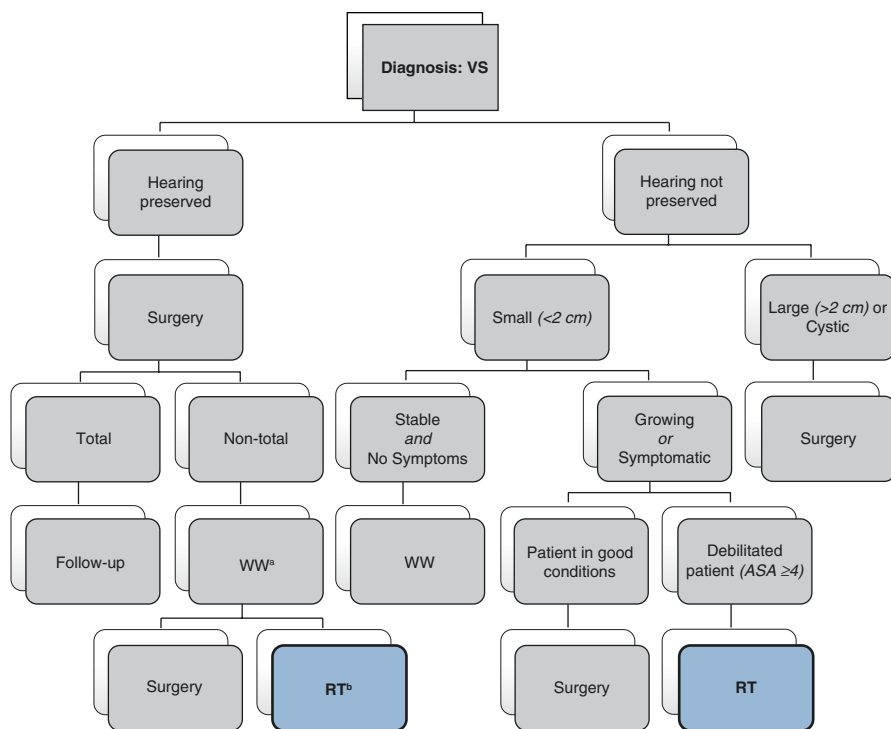 Diagnosis: VS
Hearing
preserved
Hearing not
preserved
Surgery
Small (<2 cm)
Large (>2 cm) or
Cystic
Total
Non-total
Stable
and
No Symptoms
Growing
or
Symptomatic
Surgery
Follow-up
WWᵃ
WW
Patient in good
conditions
Debilitated
patient (ASA ≥4)
Surgery
RTᵇ
Surgery
RT